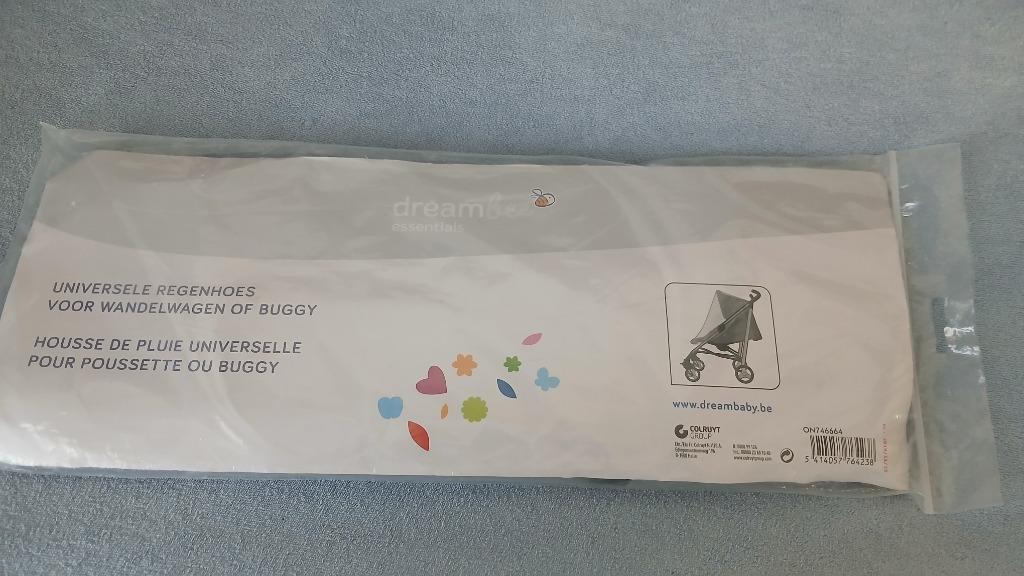 dreambee
essentials
UNIVERSELE REGENHOES
VOOR WANDELWAGEN OF BUGGY
HOUSSE DE PLUIE UNIVERSELLE
POUR POUSSETTE OU BUGGY
www.dreambaby.be
COLRUYT
GROUP
ON746664
5 414057 764238